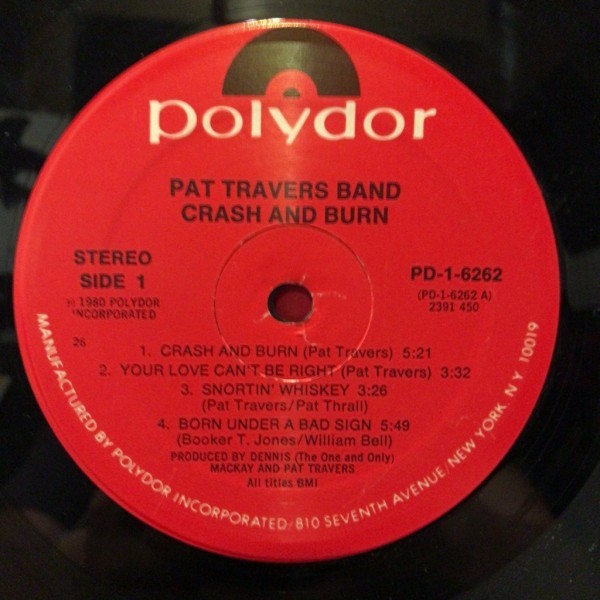 polydor
PAT TRAVERS BAND
CRASH AND BURN
STEREO
SIDE 1
℗ 1980 POLYDOR
INCORPORATED
PD-1-6262
(PD-1-6262 A)
2391 450
26
1. CRASH AND BURN (Pat Travers) 5:21
2. YOUR LOVE CAN'T BE RIGHT (Pat Travers) 3:32
3. SNORTIN' WHISKEY 3:26
(Pat Travers/Pat Thrall)
4. BORN UNDER A BAD SIGN 5:49
(Booker T. Jones/William Bell)
PRODUCED BY DENNIS (The One and Only)
MACKAY AND PAT TRAVERS
All titles BMI
MANUFACTURED BY POLYDOR INCORPORATED/810 SEVENTH AVENUE/NEW YORK, N Y 10019